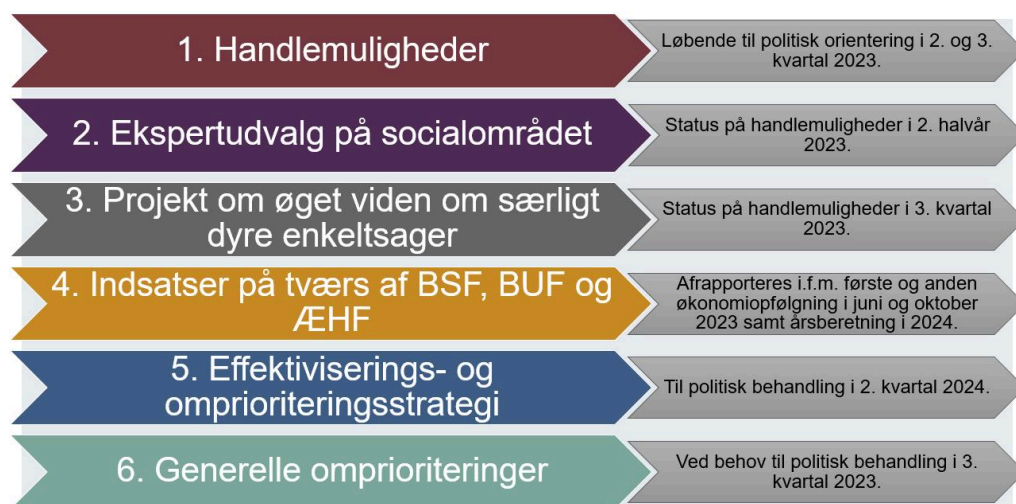 1. Handlemuligheder
Løbende til politisk orientering i 2. og 3.
kvartal 2023.
2. Ekspertudvalg på socialområdet
Status på handlemuligheder i 2. halvår
2023.
3. Projekt om øget viden om særligt
dyre enkeltsager
Status på handlemuligheder i 3. kvartal
2023.
4. Indsatser på tværs af BSF, BUF og
ÆHF
Afrapporteres i.f.m. første og anden
økonomiopfølgning i juni og oktober
2023 samt årsberetning i 2024.
5. Effektiviserings- og
omprioriteringsstrategi
Til politisk behandling i 2. kvartal 2024.
6. Generelle omprioriteringer
Ved behov til politisk behandling i 3.
kvartal 2023.